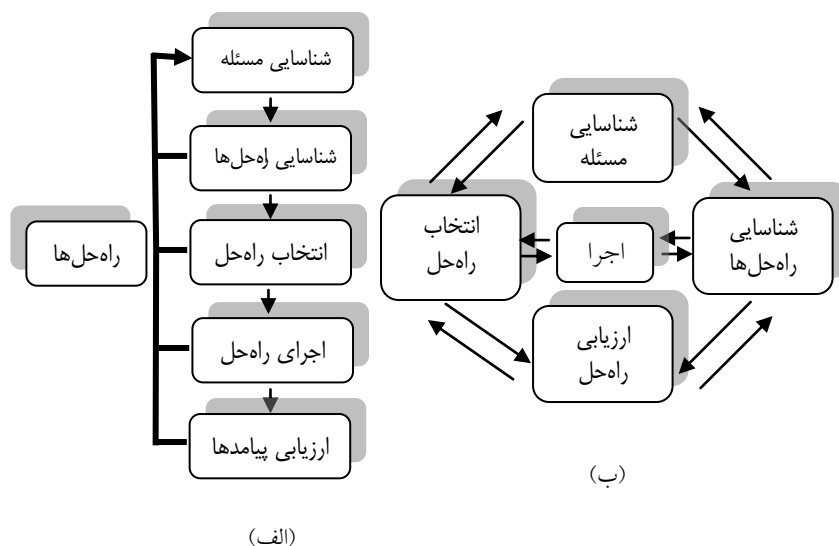 شناسایی مسئله
شناسایی راه‌حل‌ها
انتخاب راه‌حل
اجرای راه‌حل
ارزیابی پیامدها
راه‌حل‌ها
(الف)
شناسایی
مسئله
شناسایی
راه‌حل‌ها
اجرا
انتخاب
راه‌حل
ارزیابی
راه‌حل
(ب)